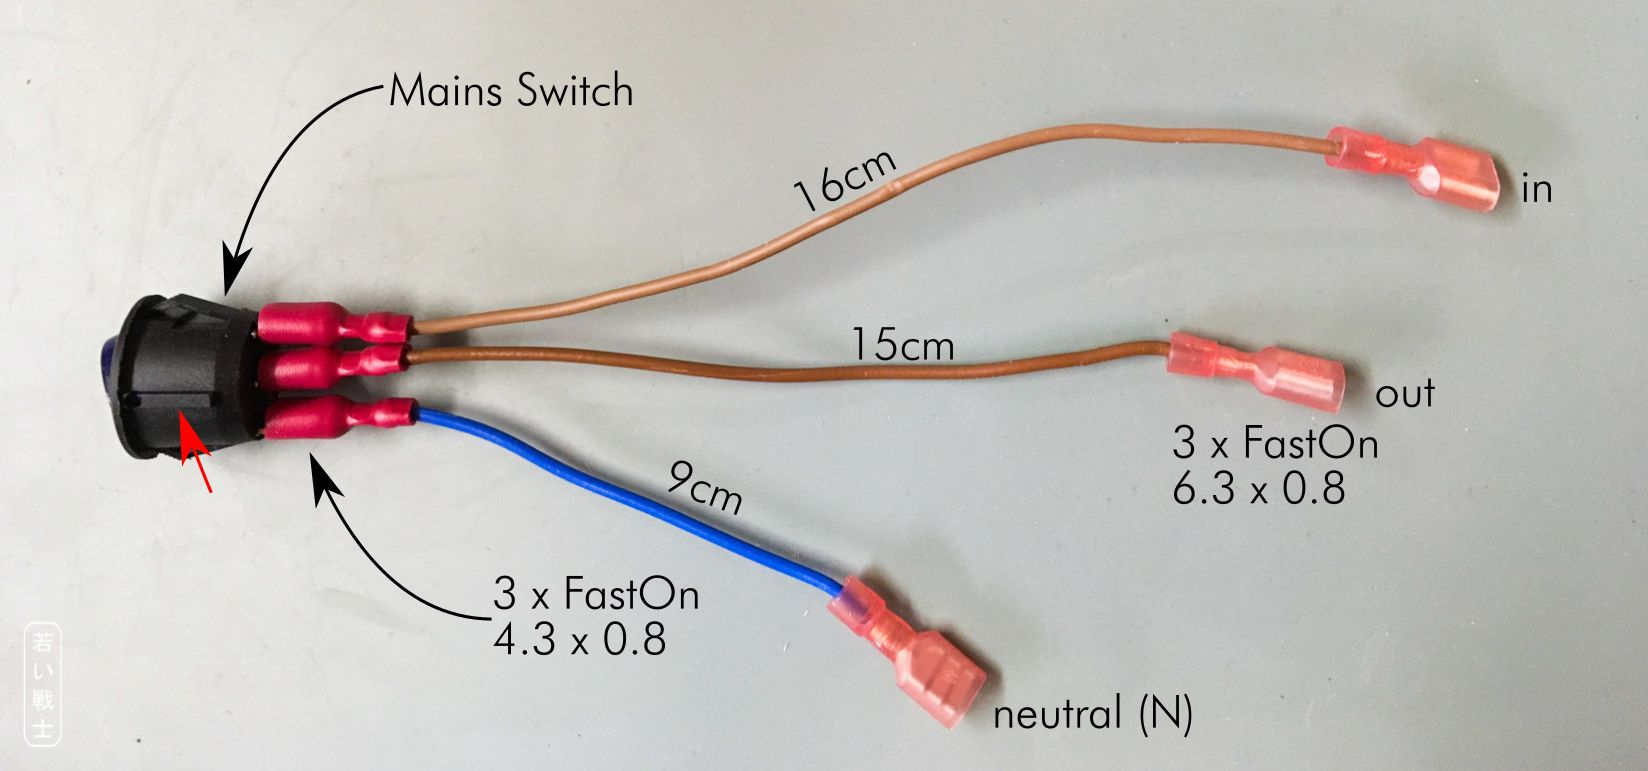 Mains Switch
16cm
in
15cm
out
3 x FastOn
6.3 x 0.8
9cm
3 x FastOn
4.3 x 0.8
neutral (N)
若い戦士